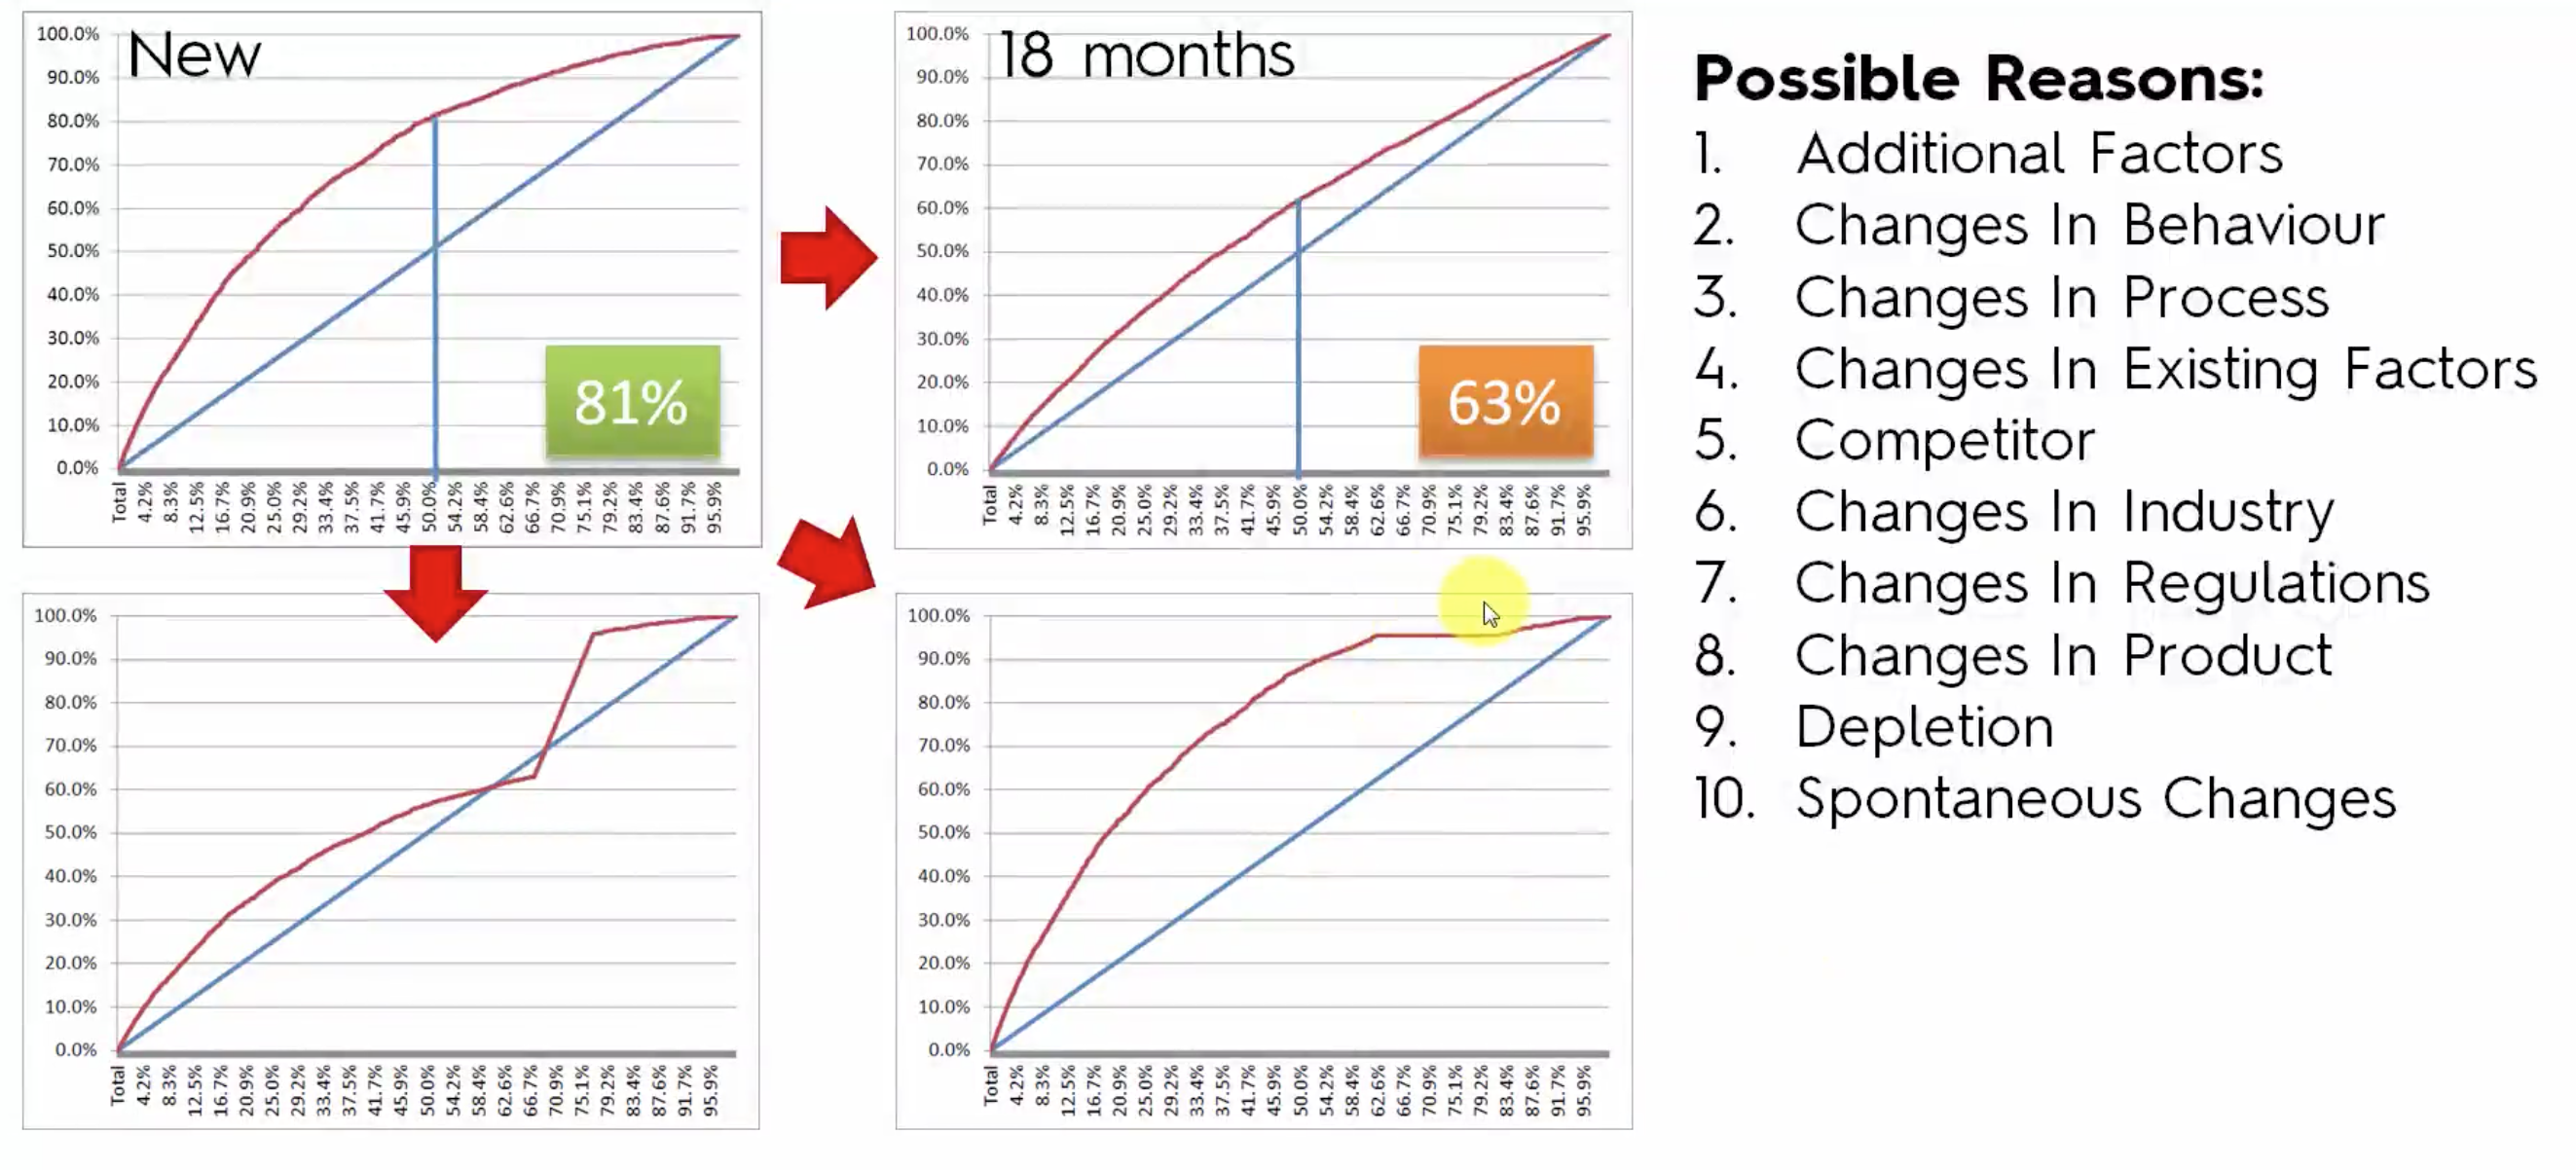 New
100.0%
90.0%
80.0%
70.0%
60.0%
50.0%
40.0%
30.0%
20.0%
10.0%
0.0%
81%
Total 4.2% 8.3% 12.5% 16.7% 20.9% 25.0% 29.2% 33.4% 37.5% 41.7% 45.9% 50.0% 54.2% 58.4% 62.6% 66.7% 70.9% 75.1% 79.2% 83.4% 87.6% 91.7% 95.9%
18 months
100.0%
90.0%
80.0%
70.0%
60.0%
50.0%
40.0%
30.0%
20.0%
10.0%
0.0%
63%
Total 4.2% 8.3% 12.5% 16.7% 20.9% 25.0% 29.2% 33.4% 37.5% 41.7% 45.9% 50.0% 54.2% 58.4% 62.6% 66.7% 70.9% 75.1% 79.2% 83.4% 87.6% 91.7% 95.9%
100.0%
90.0%
80.0%
70.0%
60.0%
50.0%
40.0%
30.0%
20.0%
10.0%
0.0%
Total 4.2% 8.3% 12.5% 16.7% 20.9% 25.0% 29.2% 33.4% 37.5% 41.7% 45.9% 50.0% 54.2% 58.4% 62.6% 66.7% 70.9% 75.1% 79.2% 83.4% 87.6% 91.7% 95.9%
100.0%
90.0%
80.0%
70.0%
60.0%
50.0%
40.0%
30.0%
20.0%
10.0%
0.0%
Total 4.2% 8.3% 12.5% 16.7% 20.9% 25.0% 29.2% 33.4% 37.5% 41.7% 45.9% 50.0% 54.2% 58.4% 62.6% 66.7% 70.9% 75.1% 79.2% 83.4% 87.6% 91.7% 95.9%
Possible Reasons:
1. Additional Factors
2. Changes In Behaviour
3. Changes In Process
4. Changes In Existing Factors
5. Competitor
6. Changes In Industry
7. Changes In Regulations
8. Changes In Product
9. Depletion
10. Spontaneous Changes